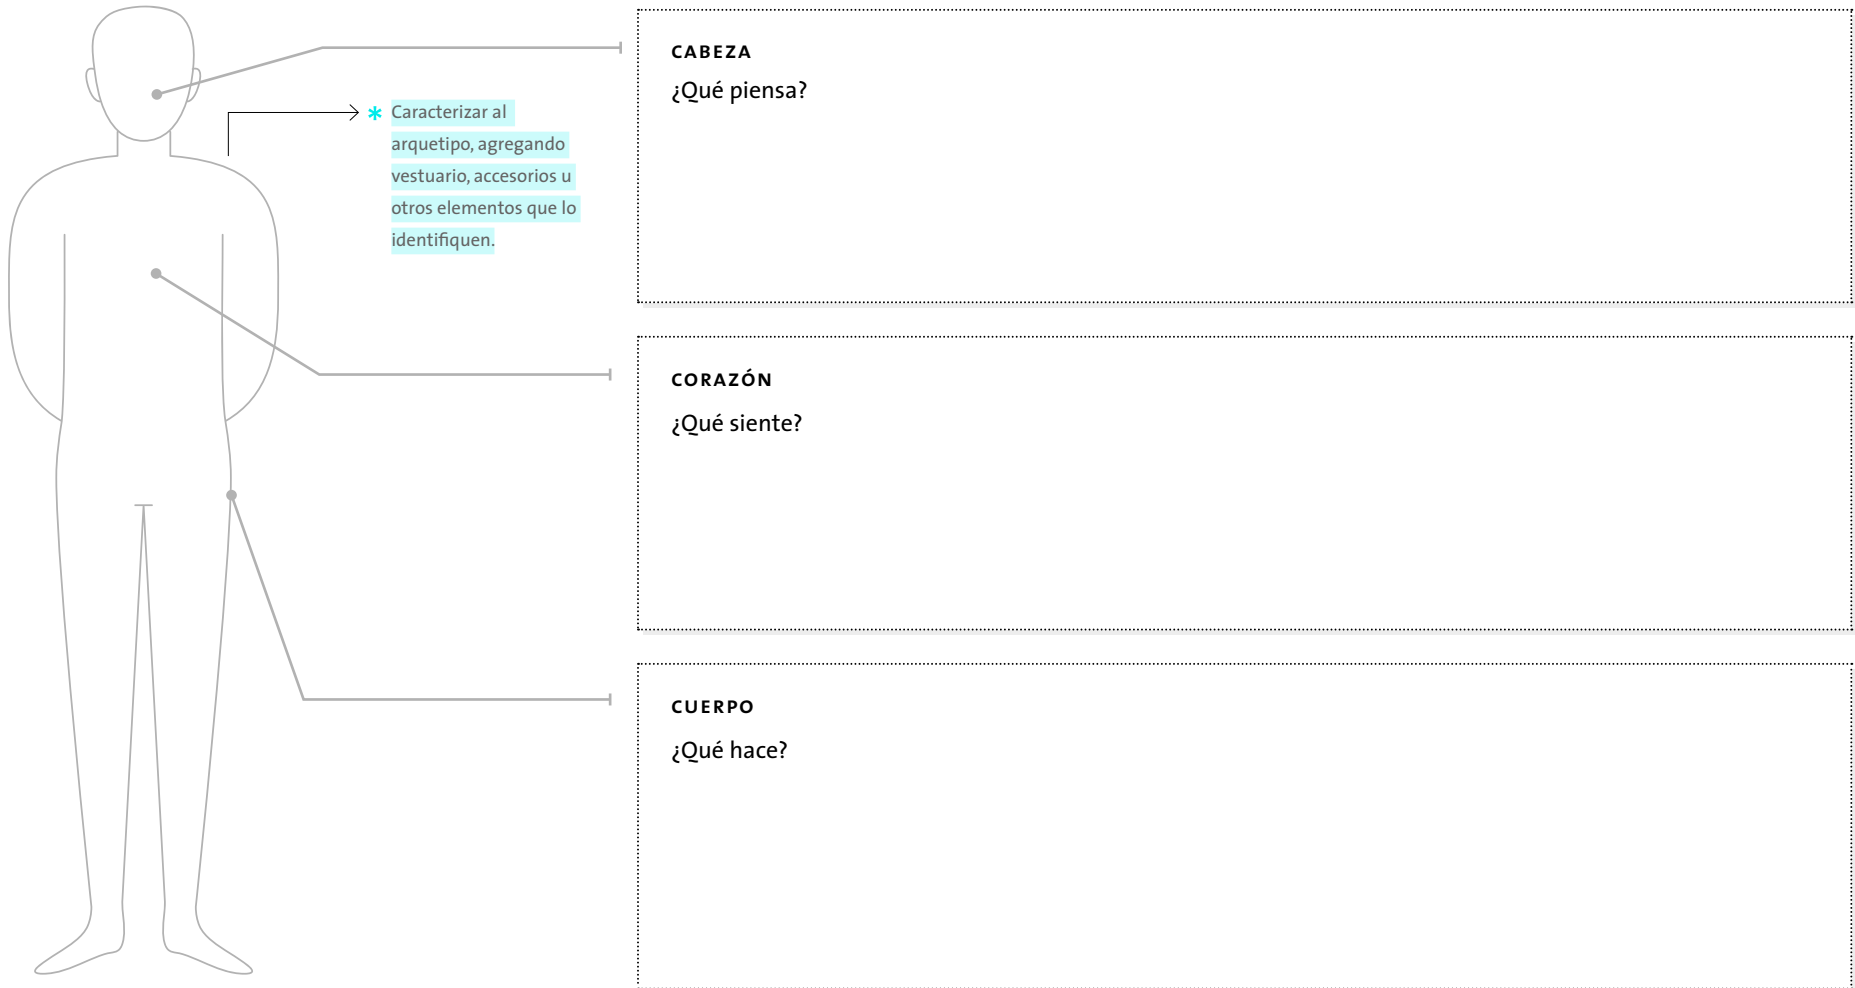 CABEZA
¿Qué piensa?
* Caracterizar al
arquetipo, agregando
vestuario, accesorios u
otros elementos que lo
identifiquen.
CORAZÓN
¿Qué siente?
CUERPO
¿Qué hace?